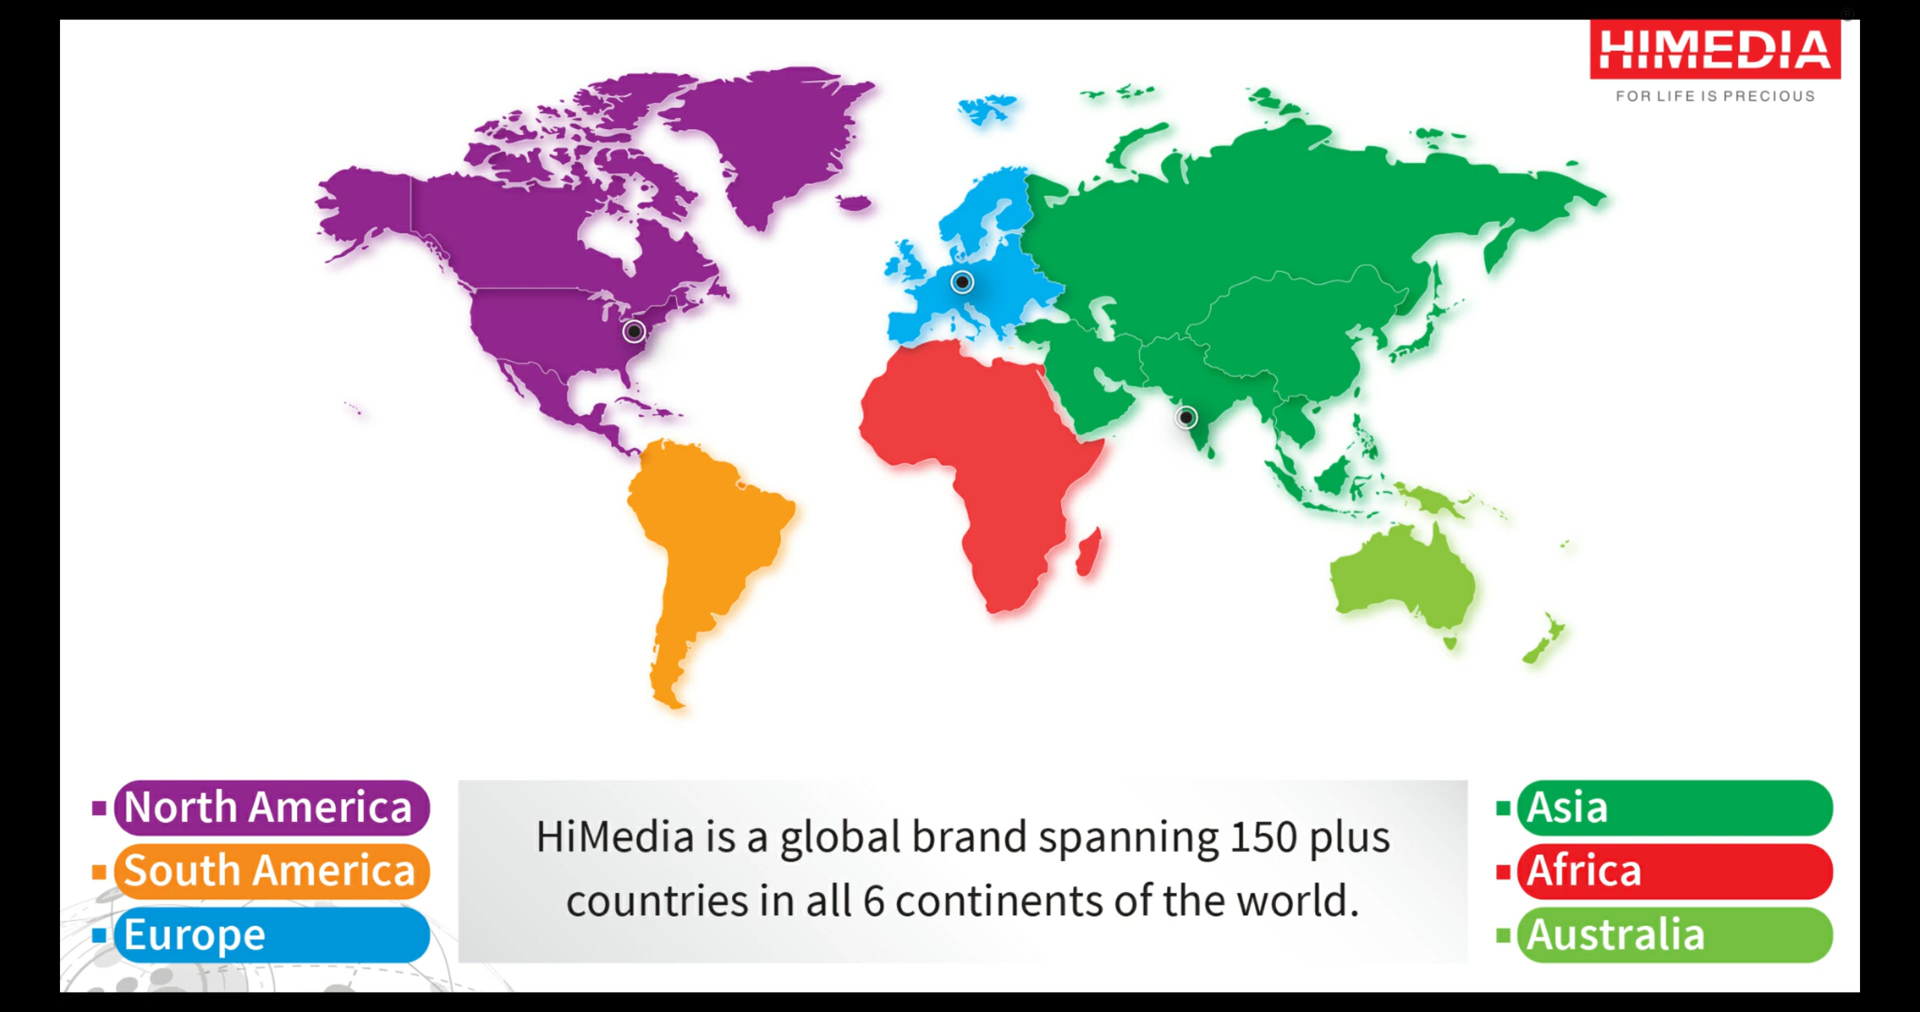 HIMEDIA
FOR LIFE IS PRECIOUS
North America
South America
Europe
HiMedia is a global brand spanning 150 plus
countries in all 6 continents of the world.
Asia
Africa
Australia